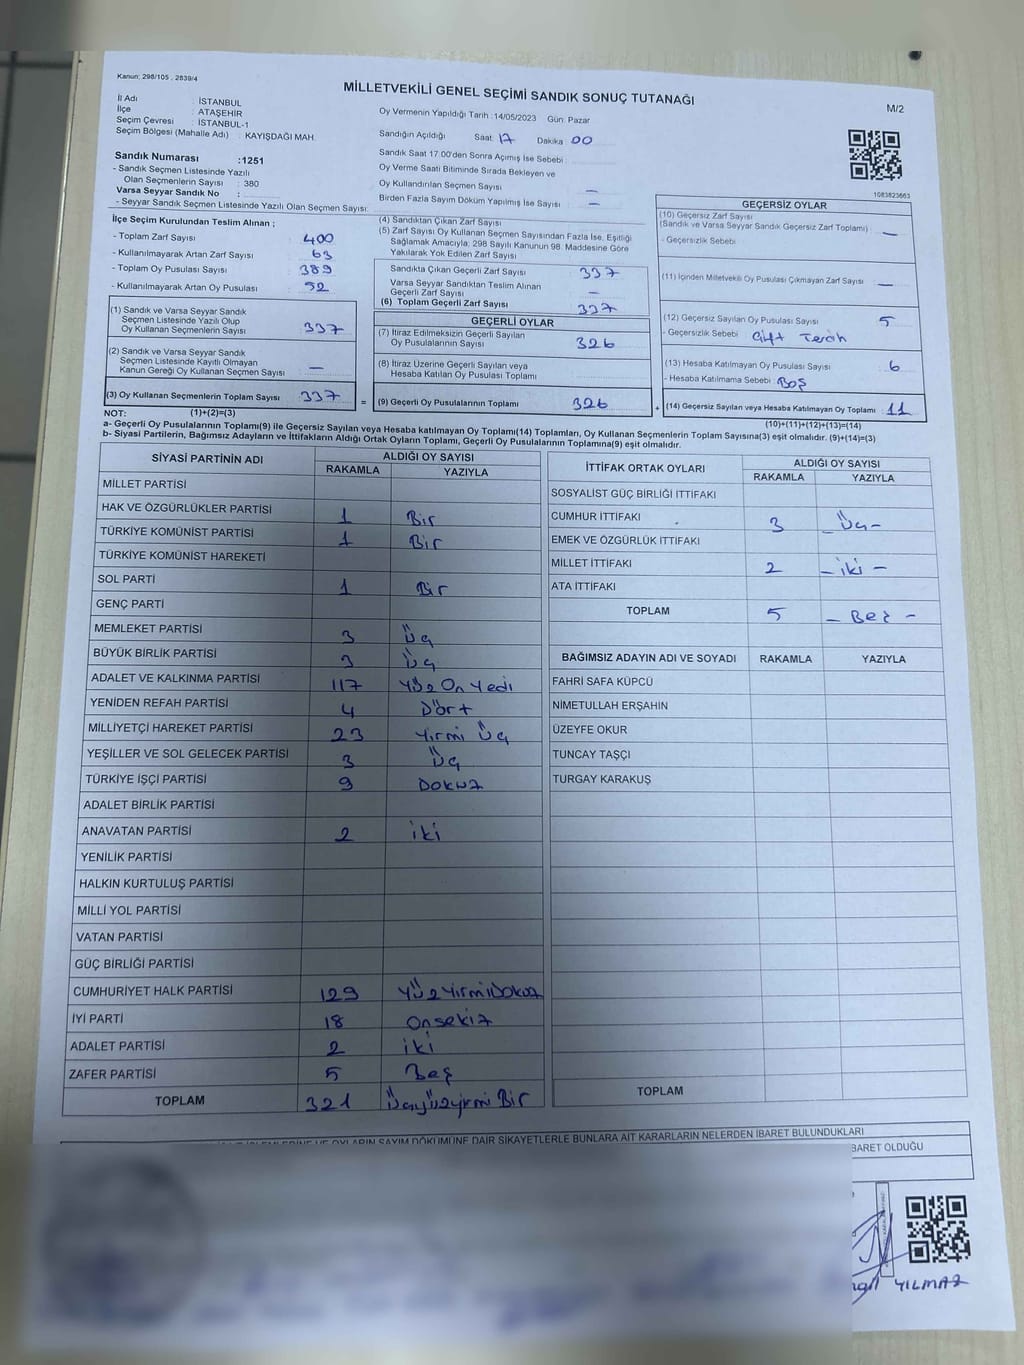 Kanun; 298/105 , 2839/4
MİLLETVEKİLİ GENEL SEÇİMİ SANDIK SONUÇ TUTANAĞI
M/2
İl Adı : İSTANBUL
İlçe : ATAŞEHİR
Seçim Çevresi : İSTANBUL-1
Seçim Bölgesi (Mahalle Adı) : KAYIŞDAĞI MAH.
Sandık Numarası :1251
- Sandık Seçmen Listesinde Yazılı
Olan Seçmenlerin Sayısı : 380
Varsa Seyyar Sandık No :
- Seyyar Sandık Seçmen Listesinde Yazılı Olan Seçmen Sayısı:
Oy Vermenin Yapıldığı Tarih : 14/05/2023 Gün: Pazar
Sandığın Açıldığı Saat: 17 Dakika: 00
Sandık Saat 17.00'den Sonra Açımış İse Sebebi :
Oy Verme Saati Bitiminde Sırada Bekleyen ve
Oy Kullandırılan Seçmen Sayısı : —
Birden Fazla Sayım Döküm Yapılmış İse Sayısı : —
1083823663
İlçe Seçim Kurulundan Teslim Alınan ;
- Toplam Zarf Sayısı : 400
- Kullanılmayarak Artan Zarf Sayısı : 63
- Toplam Oy Pusulası Sayısı : 389
- Kullanılmayarak Artan Oy Pusulası : 52
(1) Sandık ve Varsa Seyyar Sandık
Seçmen Listesinde Yazılı Olup
Oy Kullanan Seçmenlerin Sayısı : 337
(2) Sandık ve Varsa Seyyar Sandık
Seçmen Listesinde Kayıtlı Olmayan
Kanun Gereği Oy Kullanan Seçmen Sayısı : —
(3) Oy Kullanan Seçmenlerin Toplam Sayısı : 337
(4) Sandıktan Çıkan Zarf Sayısı :
(5) Zarf Sayısı Oy Kullanan Seçmen Sayısından Fazla İse, Eşitliği
Sağlamak Amacıyla; 298 Sayılı Kanunun 98. Maddesine Göre
Yakılarak Yok Edilen Zarf Sayısı :
Sandıkta Çıkan Geçerli Zarf Sayısı : 337
Varsa Seyyar Sandıktan Teslim Alınan
Geçerli Zarf Sayısı : —
(6) Toplam Geçerli Zarf Sayısı : 337
GEÇERLİ OYLAR
(7) İtiraz Edilmeksizin Geçerli Sayılan
Oy Pusulalarının Sayısı : 326
(8) İtiraz Üzerine Geçerli Sayılan veya
Hesaba Katılan Oy Pusulası Toplamı :
= (9) Geçerli Oy Pusulalarının Toplamı : 326
GEÇERSİZ OYLAR
(10) Geçersiz Zarf Sayısı
(Sandık ve Varsa Seyyar Sandık Geçersiz Zarf Toplamı) : —
- Geçersizlik Sebebi :
(11) İçinden Milletvekili Oy Pusulası Çıkmayan Zarf Sayısı : —
(12) Geçersiz Sayılan Oy Pusulası Sayısı : 5
- Geçersizlik Sebebi : Çift Tercih
(13) Hesaba Katılmayan Oy Pusulası Sayısı : 6
- Hesaba Katılmama Sebebi : Boş
+ (14) Geçersiz Sayılan veya Hesaba Katılmayan Oy Toplamı : 11
NOT: (1)+(2)=(3)
(10)+(11)+(12)+(13)=(14)
a- Geçerli Oy Pusulalarının Toplamı(9) ile Geçersiz Sayılan veya Hesaba katılmayan Oy Toplamı(14) Toplamları, Oy Kullanan Seçmenlerin Toplam Sayısına(3) eşit olmalıdır. (9)+(14)=(3)
b- Siyasi Partilerin, Bağımsız Adayların ve İttifakların Aldığı Ortak Oyların Toplamı, Geçerli Oy Pusulalarının Toplamına(9) eşit olmalıdır.
SİYASİ PARTİNİN ADI ALDIĞI OY SAYISI
RAKAMLA YAZIYLA
MİLLET PARTİSİ
HAK VE ÖZGÜRLÜKLER PARTİSİ 1 Bir
TÜRKİYE KOMÜNİST PARTİSİ 1 Bir
TÜRKİYE KOMÜNİST HAREKETİ
SOL PARTİ 1 Bir
GENÇ PARTİ
MEMLEKET PARTİSİ 3 Üç
BÜYÜK BİRLİK PARTİSİ 3 Üç
ADALET VE KALKINMA PARTİSİ 117 Yüz On Yedi
YENİDEN REFAH PARTİSİ 4 Dört
MİLLİYETÇİ HAREKET PARTİSİ 23 Yirmi Üç
YEŞİLLER VE SOL GELECEK PARTİSİ 3 Üç
TÜRKİYE İŞÇİ PARTİSİ 9 Dokuz
ADALET BİRLİK PARTİSİ
ANAVATAN PARTİSİ 2 iki
YENİLİK PARTİSİ
HALKIN KURTULUŞ PARTİSİ
MİLLİ YOL PARTİSİ
VATAN PARTİSİ
GÜÇ BİRLİĞİ PARTİSİ
CUMHURİYET HALK PARTİSİ 129 YüzYirmiDokuz
İYİ PARTİ 18 Onsekiz
ADALET PARTİSİ 2 iki
ZAFER PARTİSİ 5 Beş
TOPLAM 321 Üçyüzyirmi Bir
İTTİFAK ORTAK OYLARI ALDIĞI OY SAYISI
RAKAMLA YAZIYLA
SOSYALİST GÜÇ BİRLİĞİ İTTİFAKI
CUMHUR İTTİFAKI 3 - Üç -
EMEK VE ÖZGÜRLÜK İTTİFAKI
MİLLET İTTİFAKI 2 - iki -
ATA İTTİFAKI
TOPLAM 5 - Beş -
BAĞIMSIZ ADAYIN ADI VE SOYADI RAKAMLA YAZIYLA
FAHRİ SAFA KÜPCÜ
NİMETULLAH ERŞAHİN
ÜZEYFE OKUR
TUNCAY TAŞÇI
TURGAY KARAKUŞ
TOPLAM
OYLARIN SAYIM DÖKÜMÜNE DAİR ŞİKAYETLERLE BUNLARA AİT KARARLARIN NELERDEN İBARET BULUNDUKLARI
BARET OLDUĞU
YILMAZ